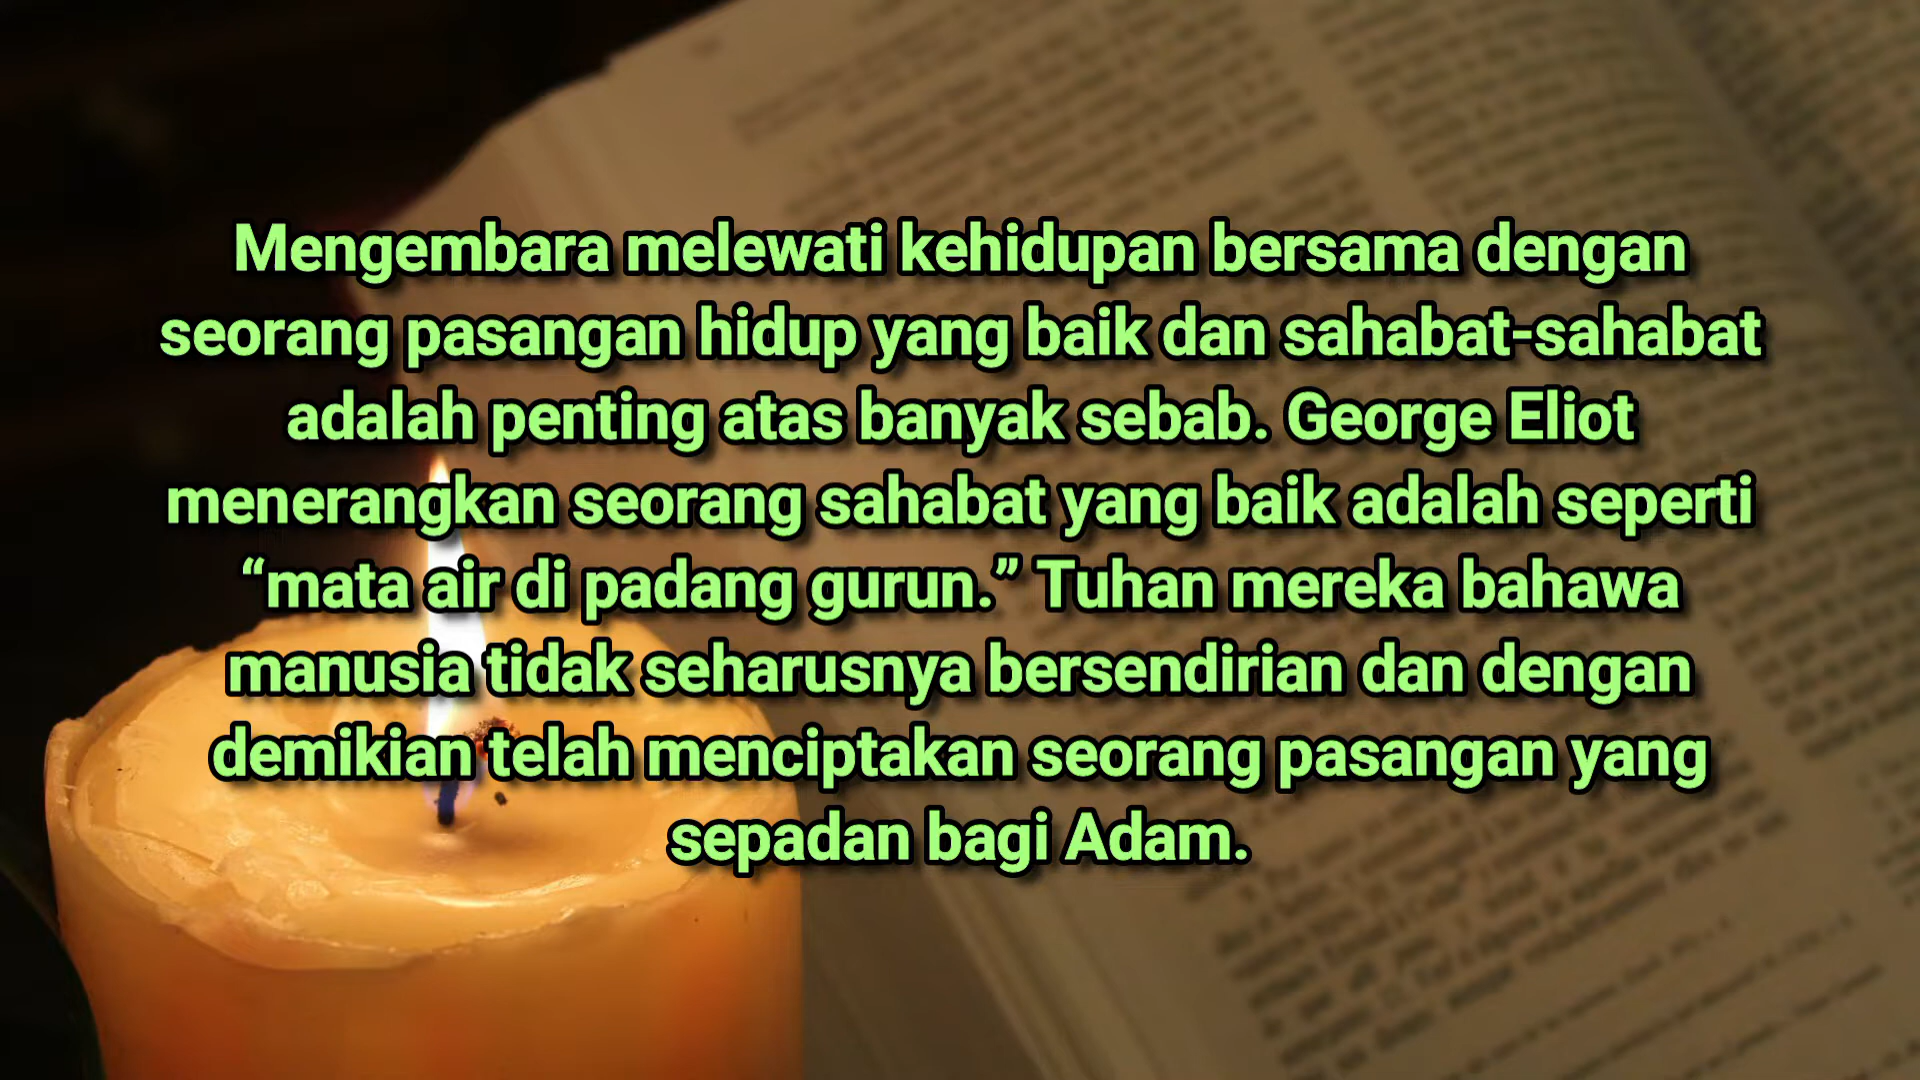 Mengembara melewati kehidupan bersama dengan
seorang pasangan hidup yang baik dan sahabat-sahabat
adalah penting atas banyak sebab. George Eliot
menerangkan seorang sahabat yang baik adalah seperti
“mata air di padang gurun.” Tuhan mereka bahawa
manusia tidak seharusnya bersendirian dan dengan
demikian telah menciptakan seorang pasangan yang
sepadan bagi Adam.